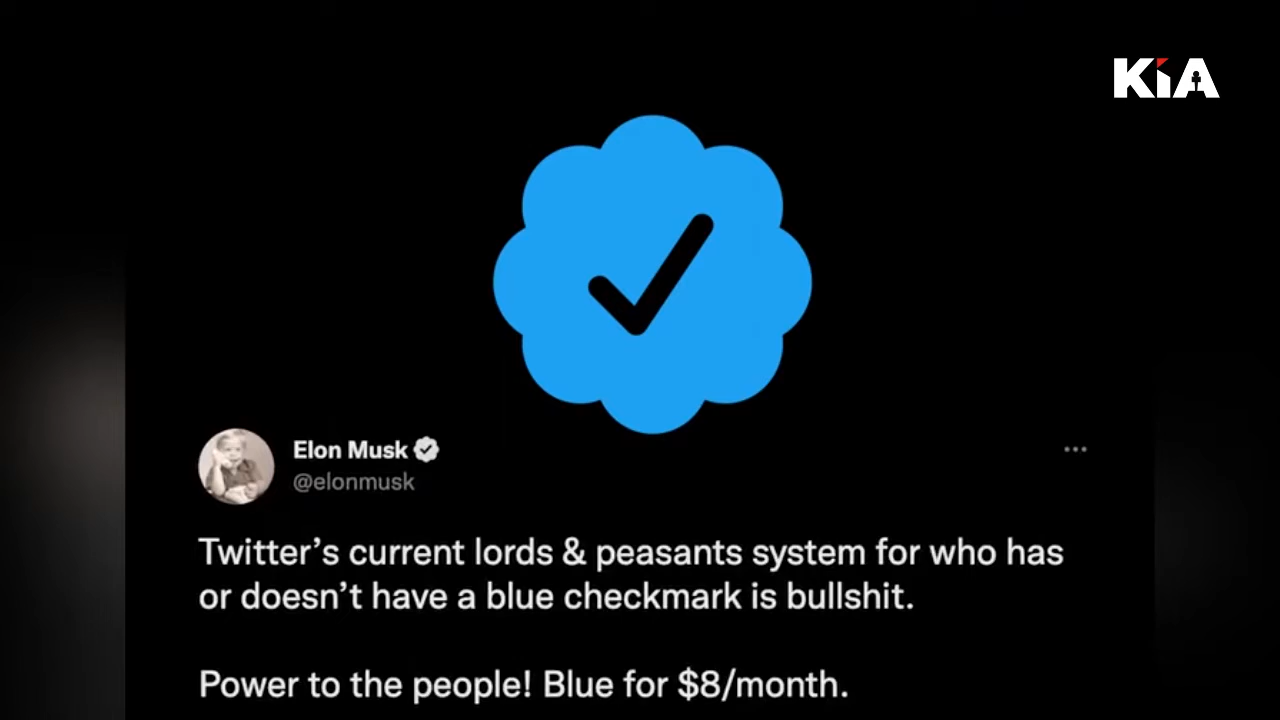 KiA
Elon Musk
@elonmusk
Twitter’s current lords & peasants system for who has
or doesn’t have a blue checkmark is bullshit.
Power to the people! Blue for $8/month.